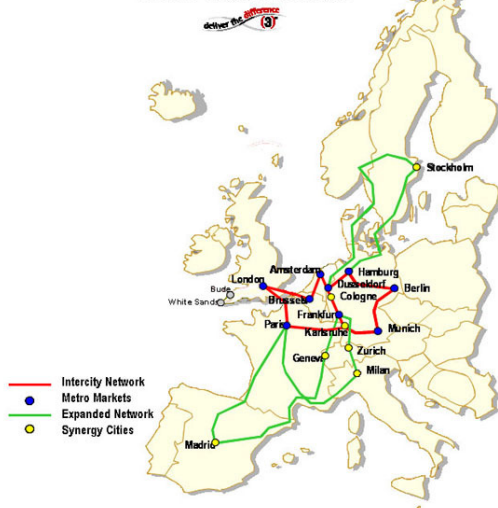 deliver the difference
(3)
Stockholm
Hamburg
Amsterdam
Dusseldorf
Berlin
London
Cologne
Bude
Brussels
White Sands
Frankfurt
Paris
Karlsruhe
Munich
Zurich
Geneva
Milan
Intercity Network
Metro Markets
Expanded Network
Synergy Cities
Madrid